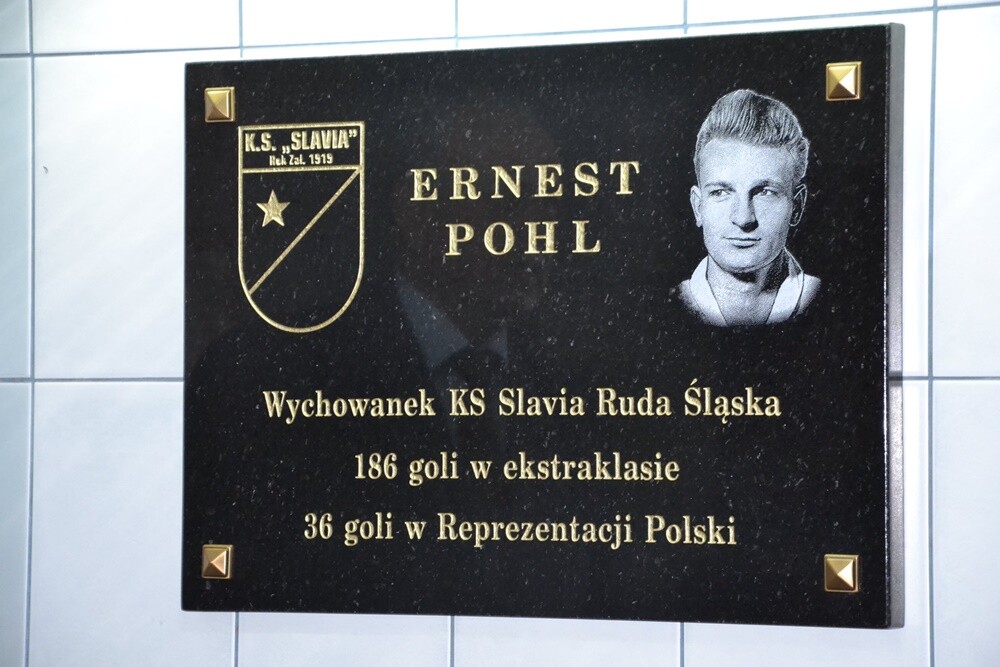 K.S. „SLAVIA”
Rok Zał. 1919
ERNEST
POHL
Wychowanek KS Slavia Ruda Śląska
186 goli w ekstraklasie
36 goli w Reprezentacji Polski